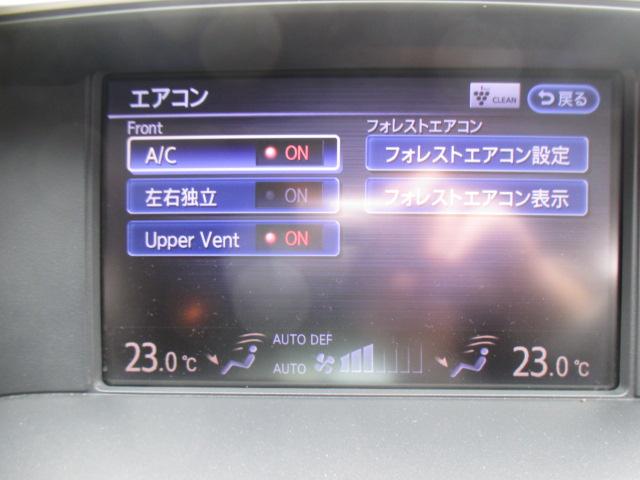 エアコン
CLEAN
戻る
Front
フォレストエアコン
A/C ON
フォレストエアコン設定
左右独立 ON
フォレストエアコン表示
Upper Vent ON
23.0℃
AUTO DEF
AUTO
23.0℃